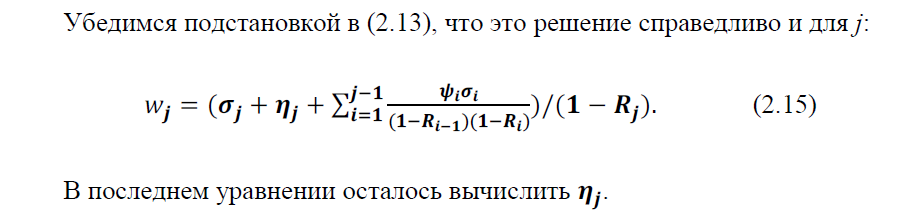 Убедимся подстановкой в (2.13), что это решение справедливо и для j:
w_j = (σ_j + η_j + ∑_{i=1}^{j−1} ψ_iσ_i / ((1−R_{i−1})(1−R_i)))/(1 − R_j). (2.15)
В последнем уравнении осталось вычислить η_j.